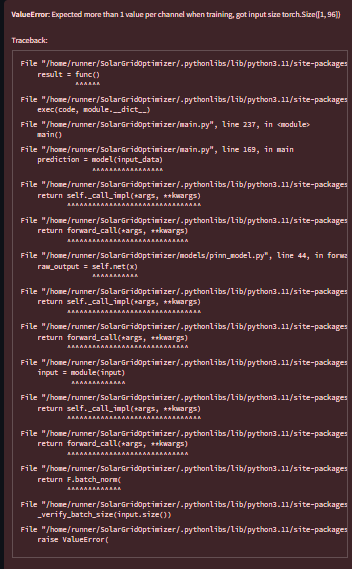 ValueError: Expected more than 1 value per channel when training, got input size torch.Size([1, 96])
Traceback:
File "/home/runner/SolarGridOptimizer/.pythonlibs/lib/python3.11/site-packages
result = func()
^^^^^^
File "/home/runner/SolarGridOptimizer/.pythonlibs/lib/python3.11/site-packages
exec(code, module.__dict__)
File "/home/runner/SolarGridOptimizer/main.py", line 237, in <module>
main()
File "/home/runner/SolarGridOptimizer/main.py", line 169, in main
prediction = model(input_data)
^^^^^^^^^^^^^^^^^
File "/home/runner/SolarGridOptimizer/.pythonlibs/lib/python3.11/site-packages
return self._call_impl(*args, **kwargs)
^^^^^^^^^^^^^^^^^^^^^^^^^^^^^^^^
File "/home/runner/SolarGridOptimizer/.pythonlibs/lib/python3.11/site-packages
return forward_call(*args, **kwargs)
^^^^^^^^^^^^^^^^^^^^^^^^^^^^^
File "/home/runner/SolarGridOptimizer/models/pinn_model.py", line 44, in forwa
raw_output = self.net(x)
^^^^^^^^^^^
File "/home/runner/SolarGridOptimizer/.pythonlibs/lib/python3.11/site-packages
return self._call_impl(*args, **kwargs)
^^^^^^^^^^^^^^^^^^^^^^^^^^^^^^^^
File "/home/runner/SolarGridOptimizer/.pythonlibs/lib/python3.11/site-packages
return forward_call(*args, **kwargs)
^^^^^^^^^^^^^^^^^^^^^^^^^^^^^
File "/home/runner/SolarGridOptimizer/.pythonlibs/lib/python3.11/site-packages
input = module(input)
^^^^^^^^^^^^^
File "/home/runner/SolarGridOptimizer/.pythonlibs/lib/python3.11/site-packages
return self._call_impl(*args, **kwargs)
^^^^^^^^^^^^^^^^^^^^^^^^^^^^^^^^
File "/home/runner/SolarGridOptimizer/.pythonlibs/lib/python3.11/site-packages
return forward_call(*args, **kwargs)
^^^^^^^^^^^^^^^^^^^^^^^^^^^^^
File "/home/runner/SolarGridOptimizer/.pythonlibs/lib/python3.11/site-packages
return F.batch_norm(
^^^^^^^^^^^^^
File "/home/runner/SolarGridOptimizer/.pythonlibs/lib/python3.11/site-packages
_verify_batch_size(input.size())
File "/home/runner/SolarGridOptimizer/.pythonlibs/lib/python3.11/site-packages
raise ValueError(